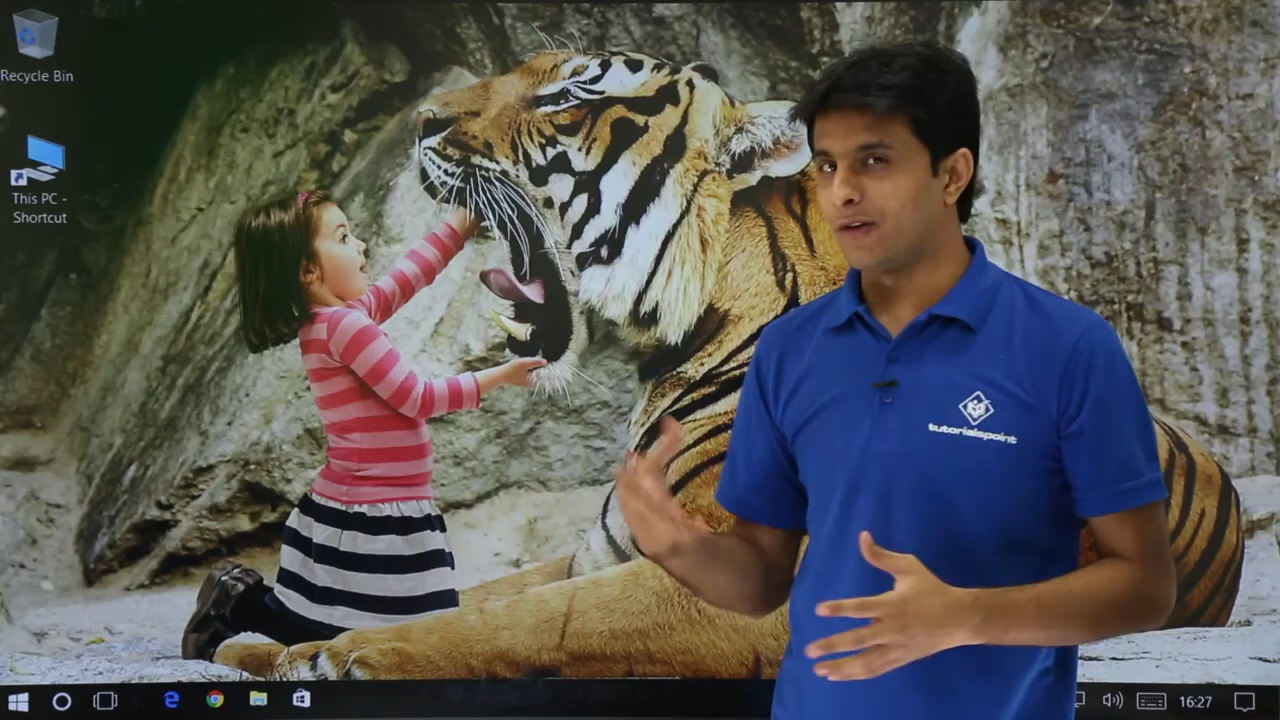 Recycle Bin
This PC -
Shortcut
tutorialspoint
16:27